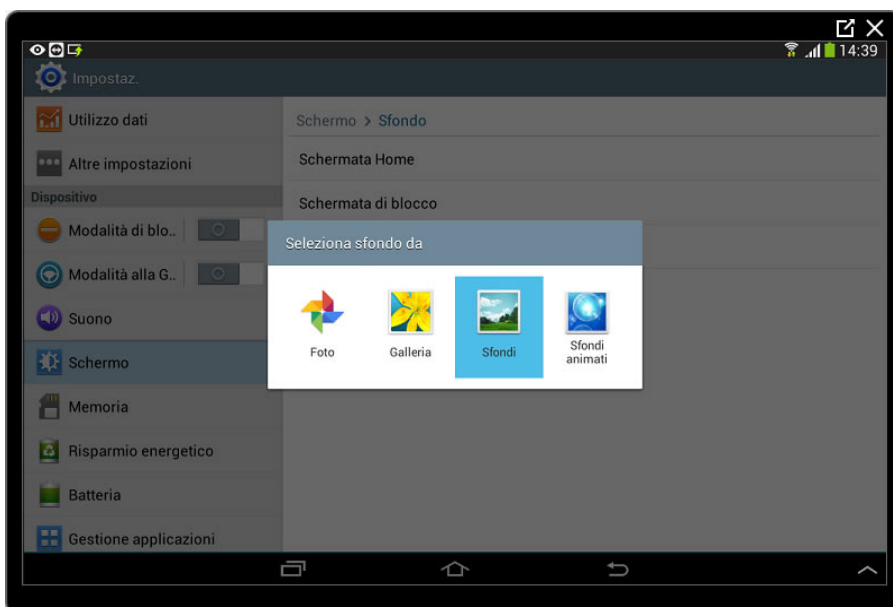 14:39
Impostaz.
Utilizzo dati
Altre impostazioni
Dispositivo
Modalità di blo..
Modalità alla G..
Suono
Schermo
Memoria
Risparmio energetico
Batteria
Gestione applicazioni
Schermo > Sfondo
Schermata Home
Schermata di blocco
Seleziona sfondo da
Foto
Galleria
Sfondi
Sfondi
animati